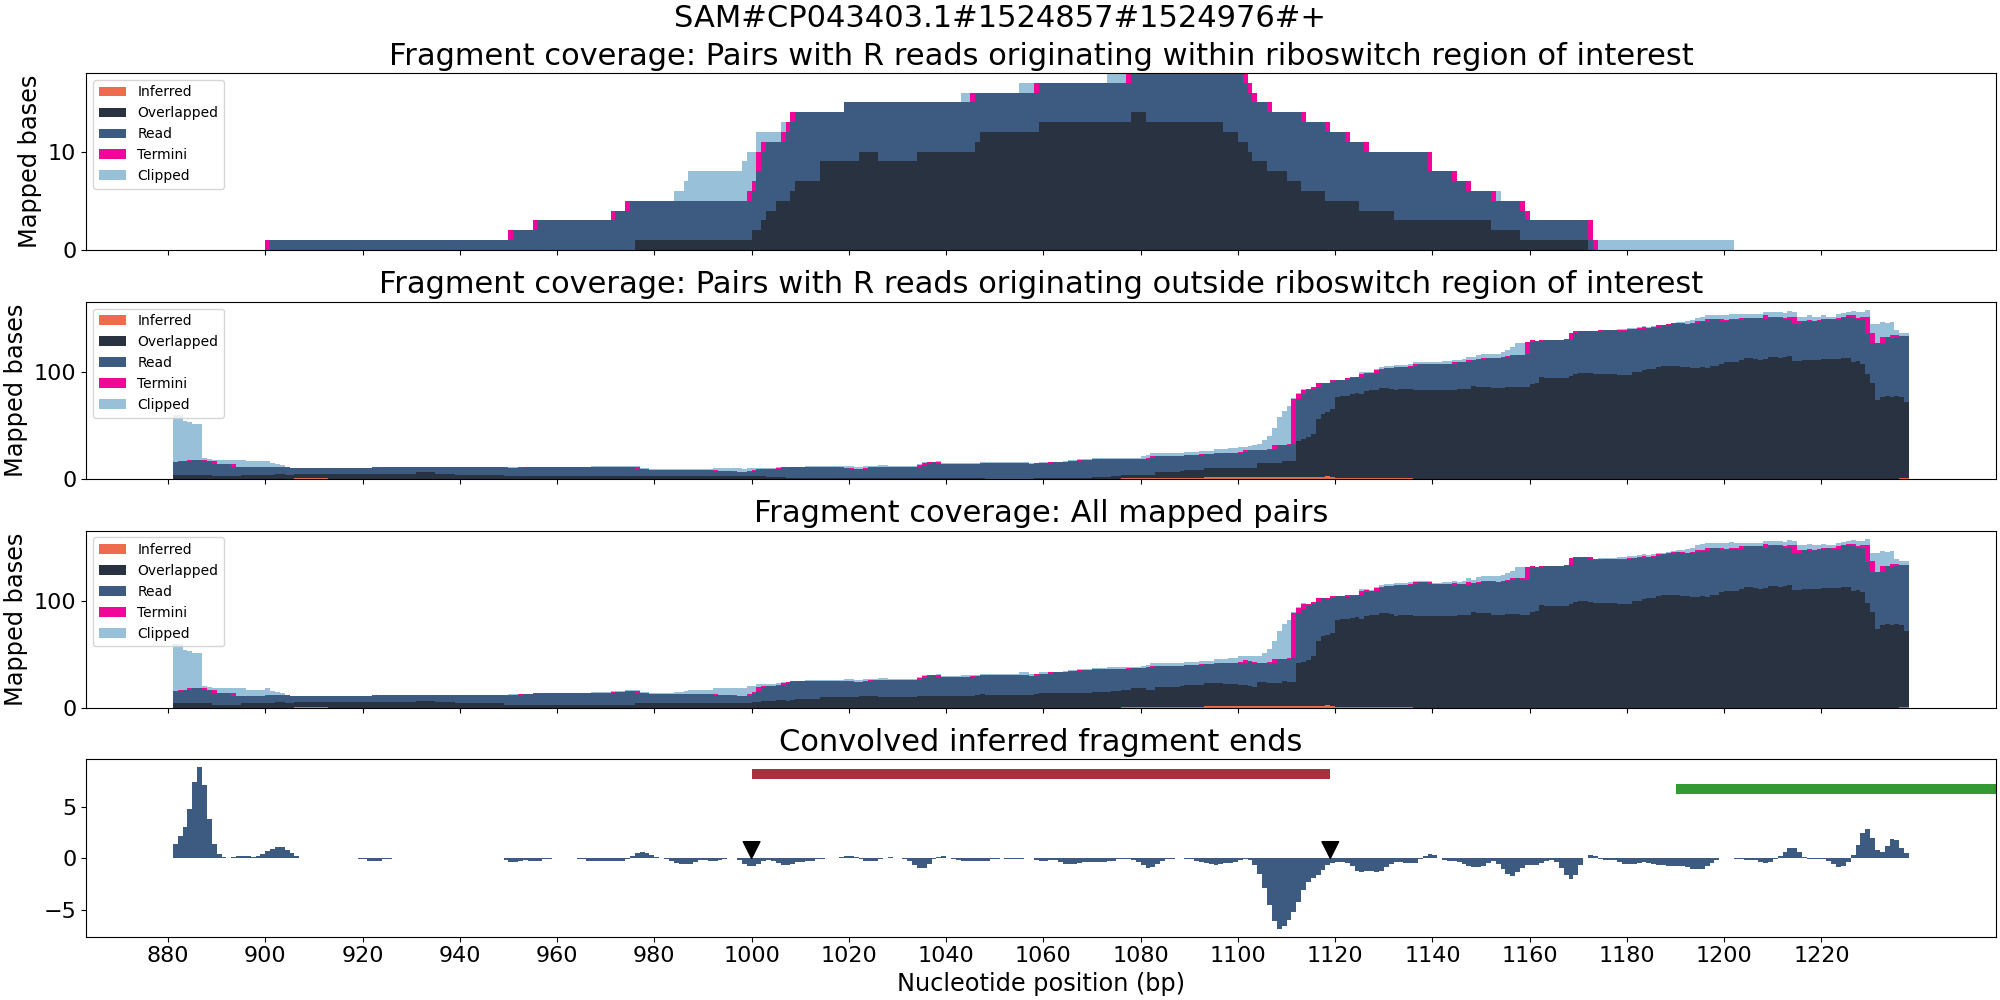 SAM#CP043403.1#1524857#1524976#+
Fragment coverage: Pairs with R reads originating within riboswitch region of interest
Mapped bases
10
0
Inferred
Overlapped
Read
Termini
Clipped
Fragment coverage: Pairs with R reads originating outside riboswitch region of interest
Mapped bases
100
0
Inferred
Overlapped
Read
Termini
Clipped
Fragment coverage: All mapped pairs
Mapped bases
100
0
Inferred
Overlapped
Read
Termini
Clipped
Convolved inferred fragment ends
5
0
−5
880 900 920 940 960 980 1000 1020 1040 1060 1080 1100 1120 1140 1160 1180 1200 1220
Nucleotide position (bp)